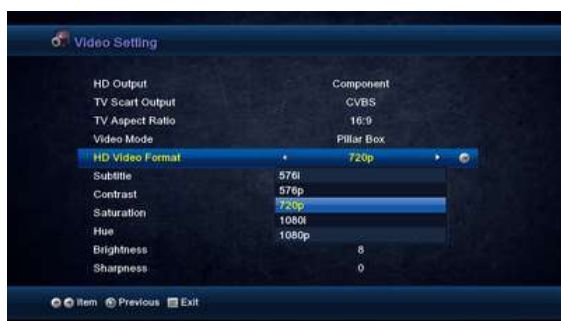 Video Setting
HD Output Component
TV Scart Output CVBS
TV Aspect Ratio 16:9
Video Mode Pillar Box
HD Video Format 720p
Subtitle 576i
Contrast 576p
720p
Saturation
1080i
Hue 1080p
Brightness 8
Sharpness 0
Item Previous Exit